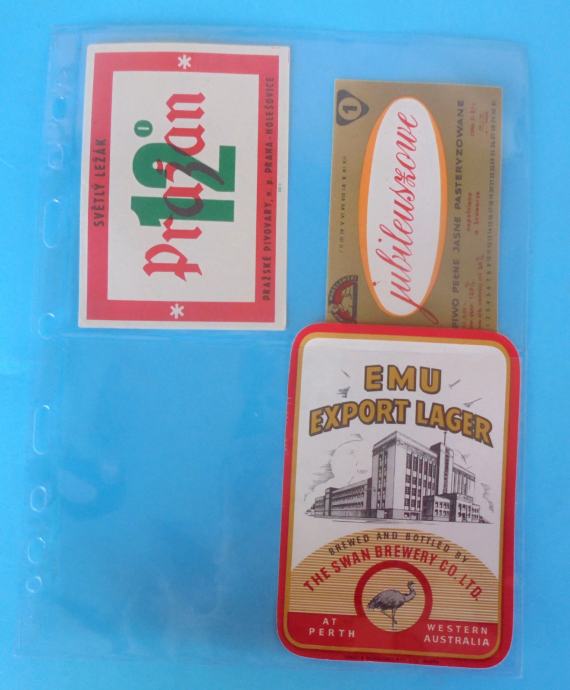 SVĚTLÝ LEŽÁK
12°
Pražan
PRAŽSKÉ PIVOVARY, n. p. PRAHA-HOLEŠOVICE
1
jubileuszowe
PIWO PEŁNE JASNE PASTERYZOWANE
EMU
EXPORT LAGER
BREWED AND BOTTLED BY
THE SWAN BREWERY CO. LTD.
AT
PERTH
WESTERN
AUSTRALIA